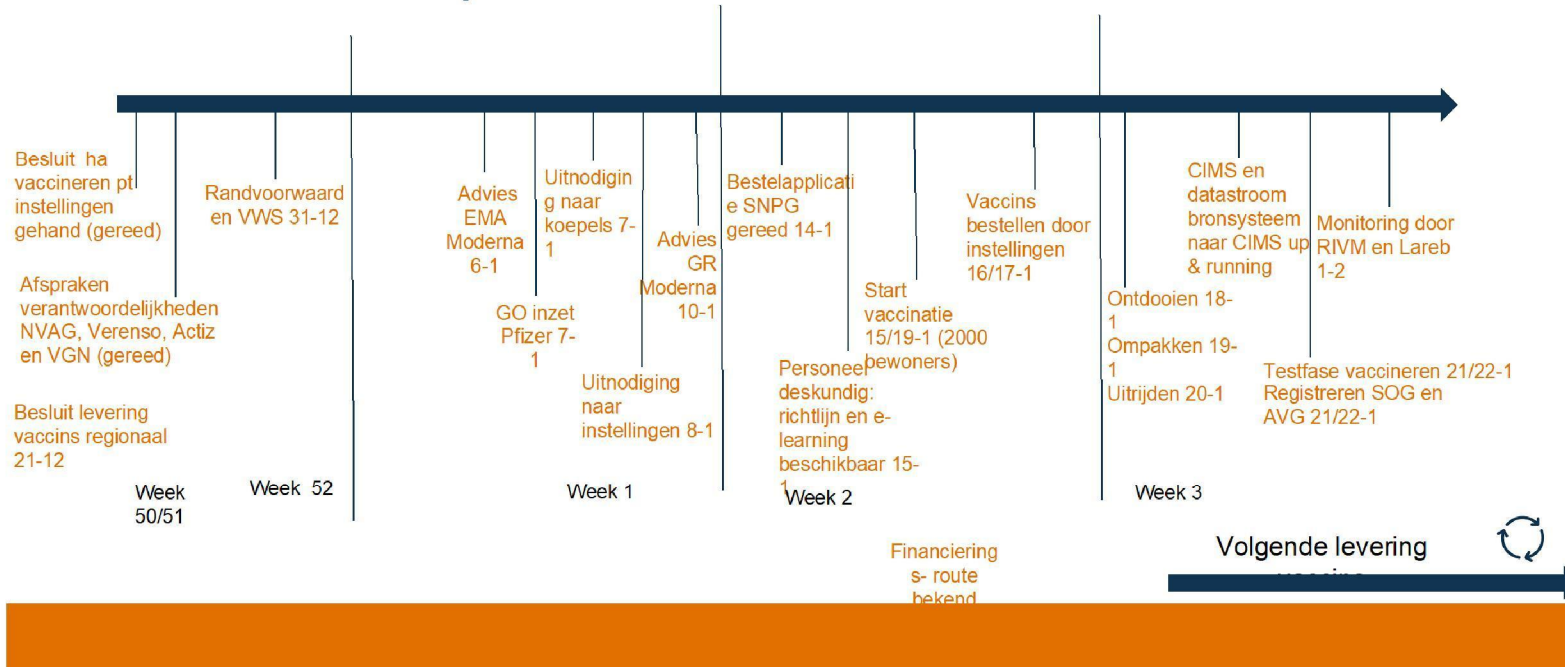 Besluit ha
vaccineren pt
instellingen
gehand (gereed)
Afspraken
verantwoordelijkheden
NVAG, Verenso, Actiz
en VGN (gereed)
Besluit levering
vaccins regionaal
21-12
Week
50/51
Randvoorwaard
en VWS 31-12
Week 52
Advies
EMA
Moderna
6-1
GO inzet
Pfizer 7-
1
Uitnodigin
g naar
koepels 7-
1
Uitnodiging
naar
instellingen 8-1
Advies
GR
Moderna
10-1
Week 1
Bestelapplicati
e SNPG
gereed 14-1
Personeel
deskundig:
richtlijn en e-
learning
beschikbaar 15-
1
Week 2
Start
vaccinatie
15/19-1 (2000
bewoners)
Vaccins
bestellen door
instellingen
16/17-1
Ontdooien 18-
1
Ompakken 19-
1
Uitrijden 20-1
Week 3
CIMS en
datastroom
bronsysteem
naar CIMS up
& running
Testfase vaccineren 21/22-1
Registreren SOG en
AVG 21/22-1
Monitoring door
RIVM en Lareb
1-2
Financiering
s- route
bekend
Volgende levering